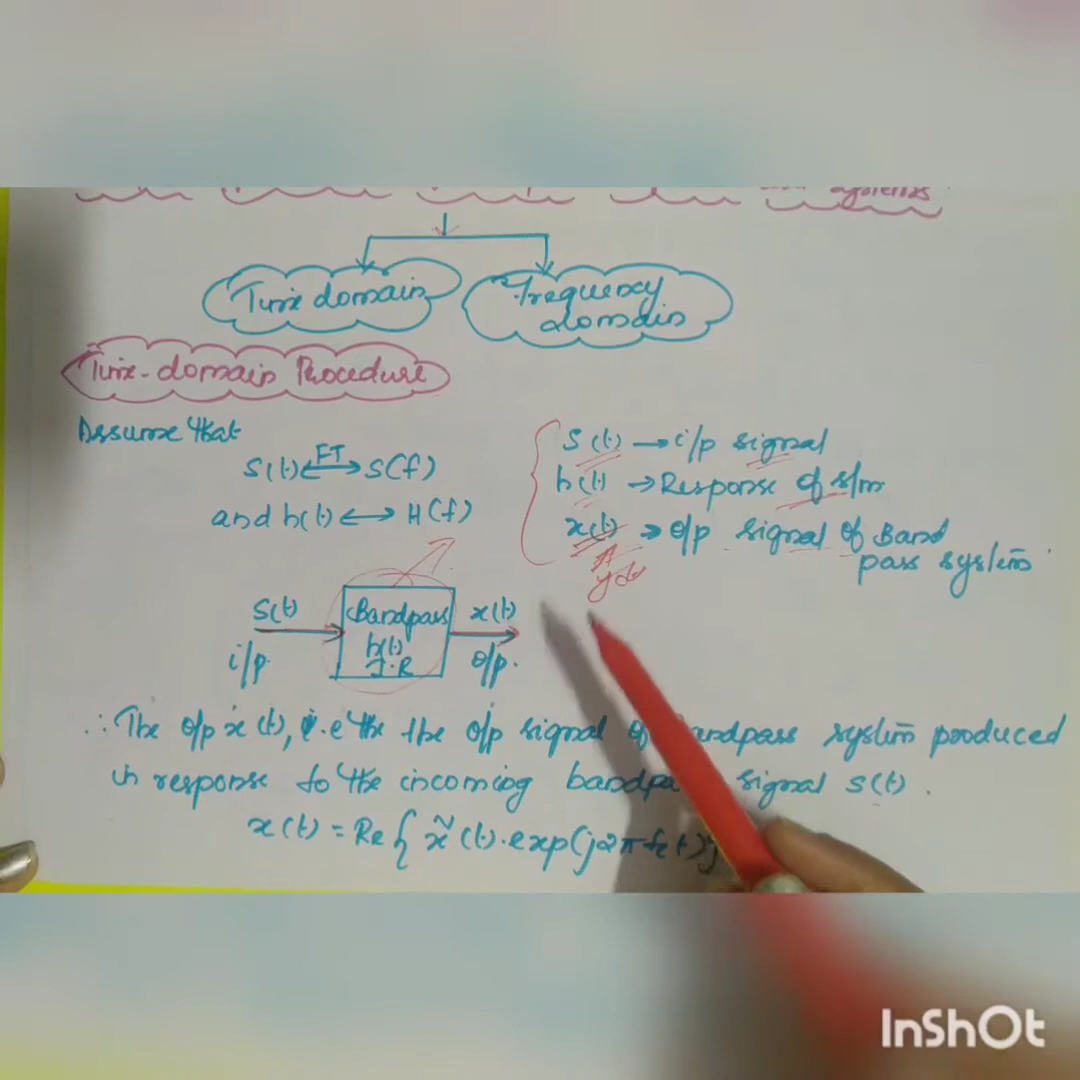 systems
Time domain
Frequency domain
Time-domain Procedure
Assume that
S(t) ⟷ S(f)
FT
and h(t) ⟷ H(f)
S(t) → i/p signal
h(t) → Response of s/m
x(t) → o/p signal of Band
pass system
y(t)
S(t)
i/p
Bandpass
h(t)
I.R
x(t)
o/p.
∴ The o/p x(t), i.e the the o/p signal of bandpass system produced
in response to the incoming bandpa signal s(t).
x(t) = Re{ x̃(t).exp(j2πfct)}
InShOt